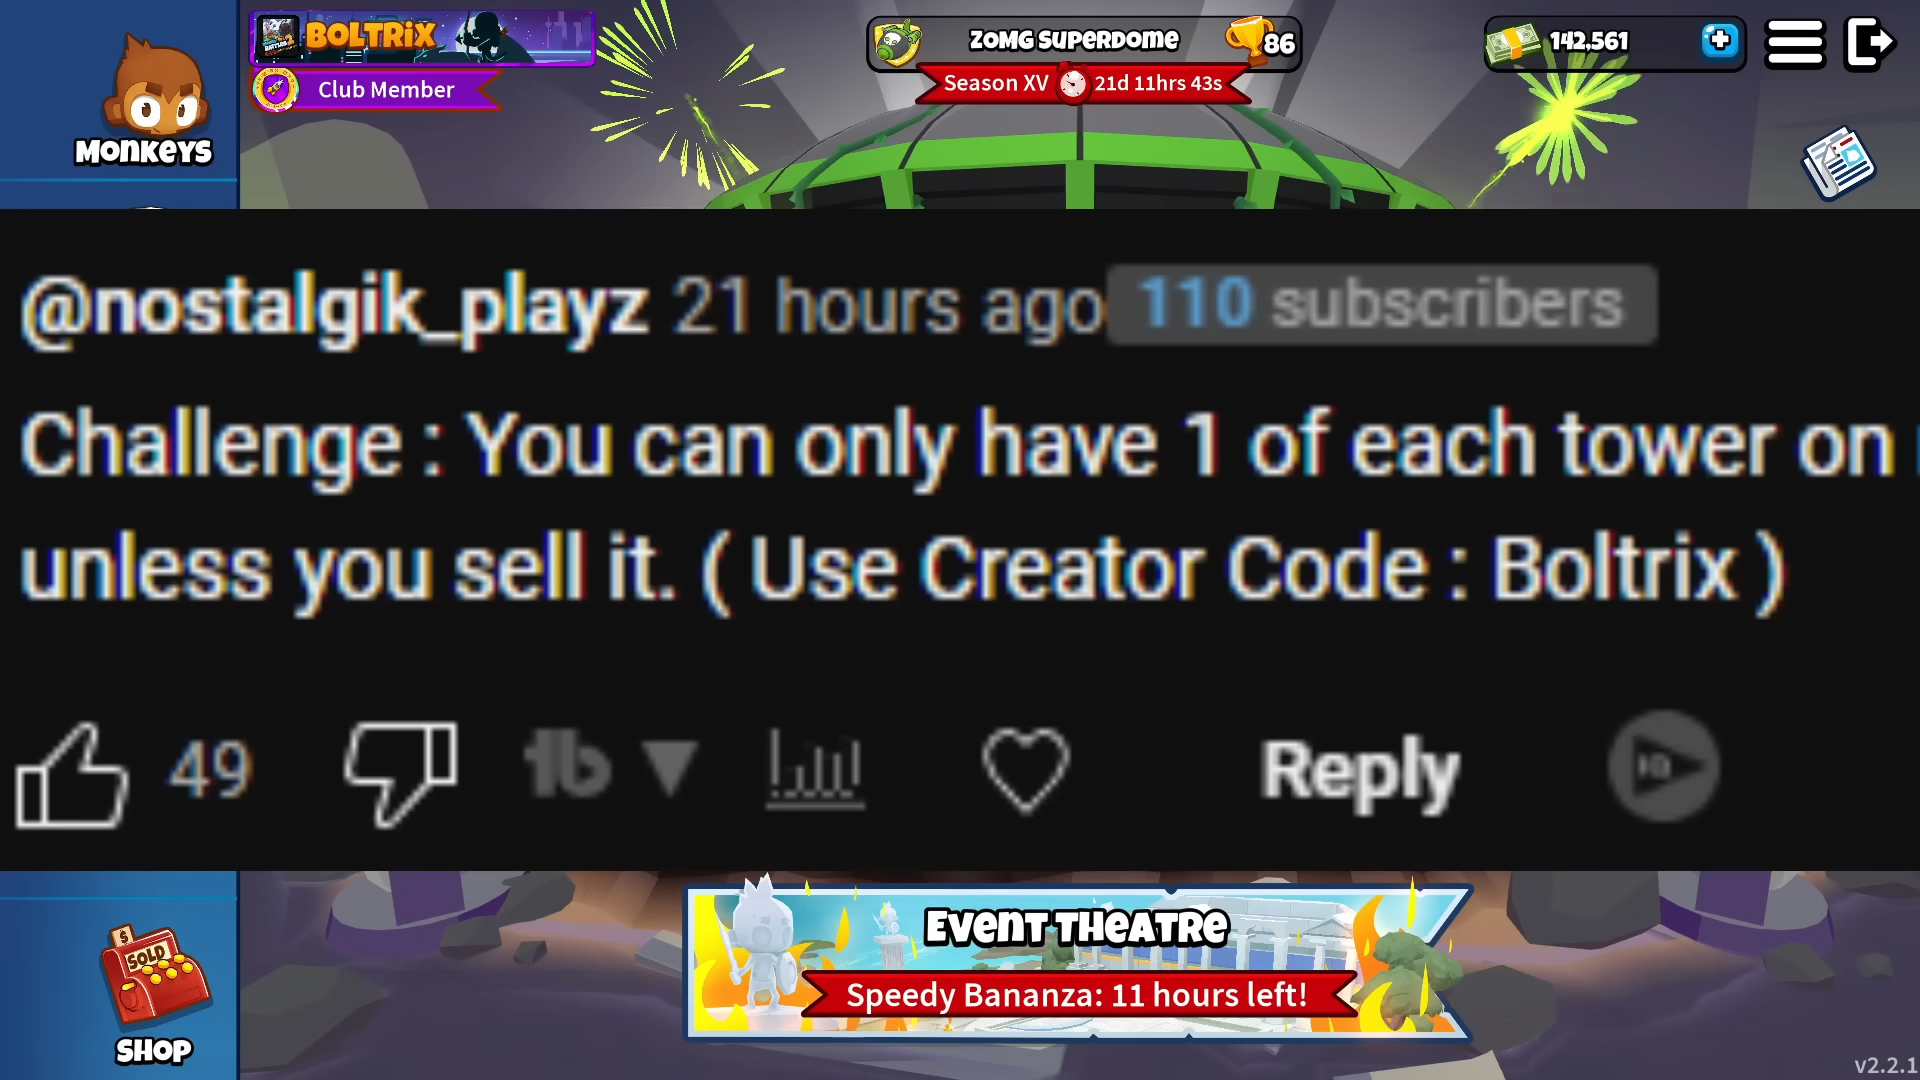 MONKEYS
BOLTRIX
Club Member
ZOMG SUPERDOME
86
Season XV 21d 11hrs 43s
142,561
@nostalgik_playz 21 hours ago 110 subscribers
Challenge : You can only have 1 of each tower on
unless you sell it. ( Use Creator Code : Boltrix )
49
Reply
EVENT THEATRE
Speedy Bananza: 11 hours left!
SOLD
SHOP
v2.2.1